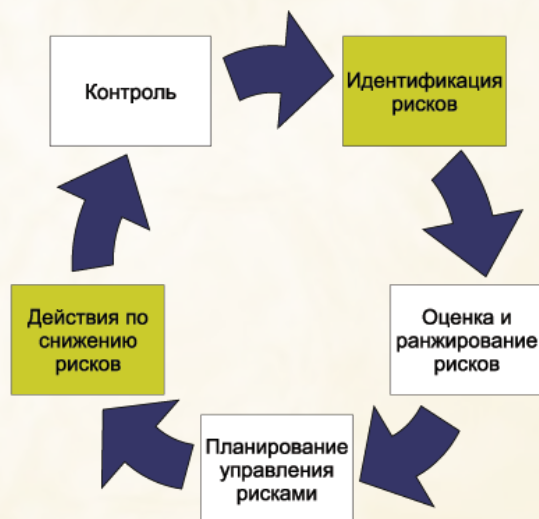 Контроль
Идентификация
рисков
Оценка и
ранжирование
рисков
Планирование
управления
рисками
Действия по
снижению
рисков